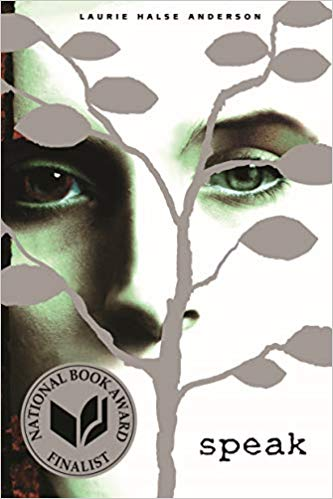 LAURIE HALSE ANDERSON
NATIONAL BOOK AWARD
FINALIST
speak